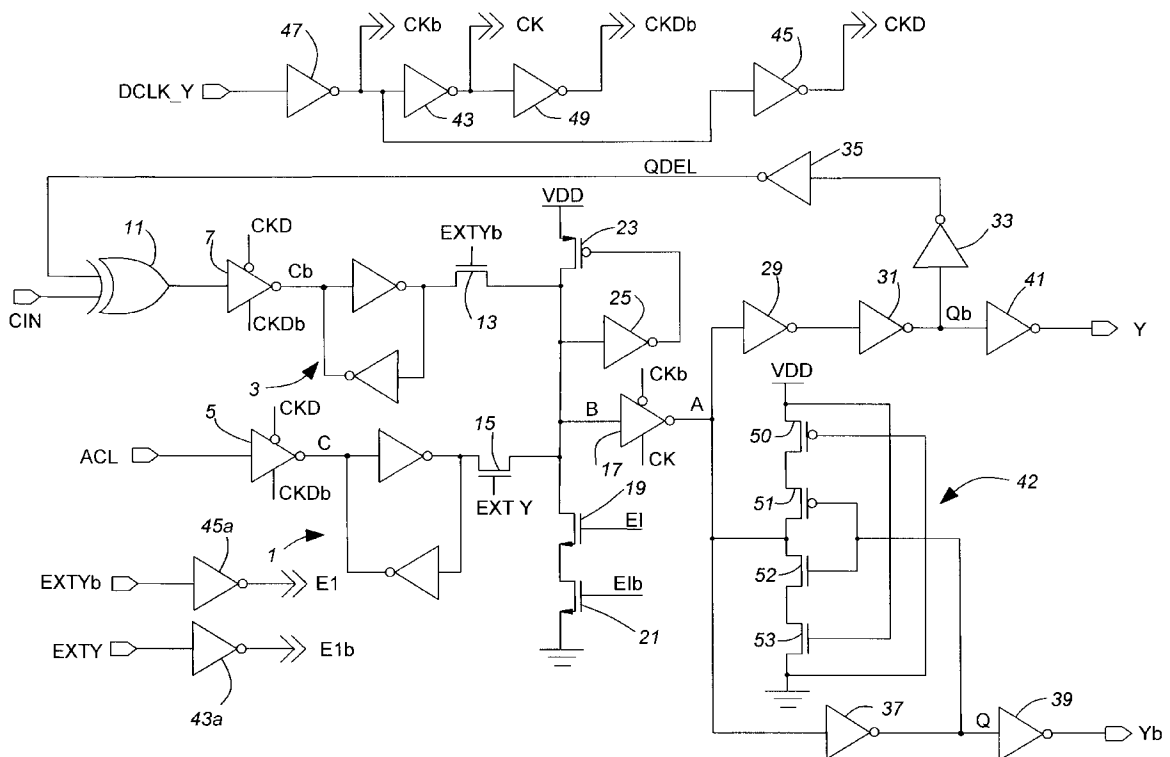 47
CKb
CK
CKDb
45
CKD
DCLK_Y
43
49
QDEL
35
VDD
11
7
CKD
EXTYb
23
33
Cb
CIN
CKDb
13
25
29
31
41
Qb
Y
3
CKb
VDD
5
CKD
15
B
A
50
ACL
C
17
CK
42
CKDb
EXT Y
19
EI
51
45a
1
52
EXTYb
E1
EIb
53
EXTY
E1b
21
43a
37
Q
39
Yb